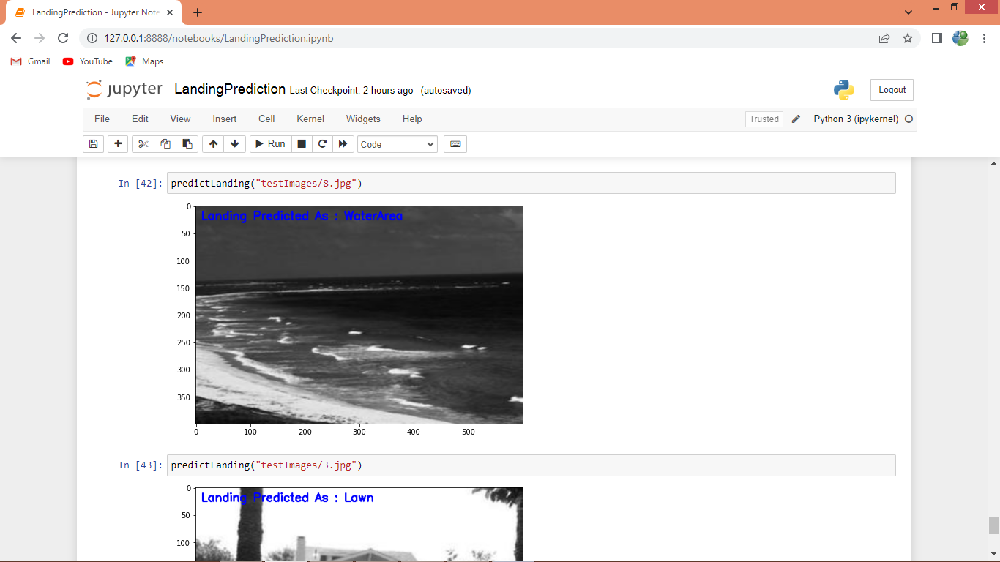 LandingPrediction - Jupyter Note
127.0.0.1:8888/notebooks/LandingPrediction.ipynb
Gmail YouTube Maps
jupyter LandingPrediction Last Checkpoint: 2 hours ago (autosaved) Logout
File Edit View Insert Cell Kernel Widgets Help Trusted Python 3 (ipykernel)
Run Code
In [42]: predictLanding("testImages/8.jpg")
Landing Predicted As : WaterArea
0
50
100
150
200
250
300
350
0 100 200 300 400 500
In [43]: predictLanding("testImages/3.jpg")
Landing Predicted As : Lawn
0
50
100